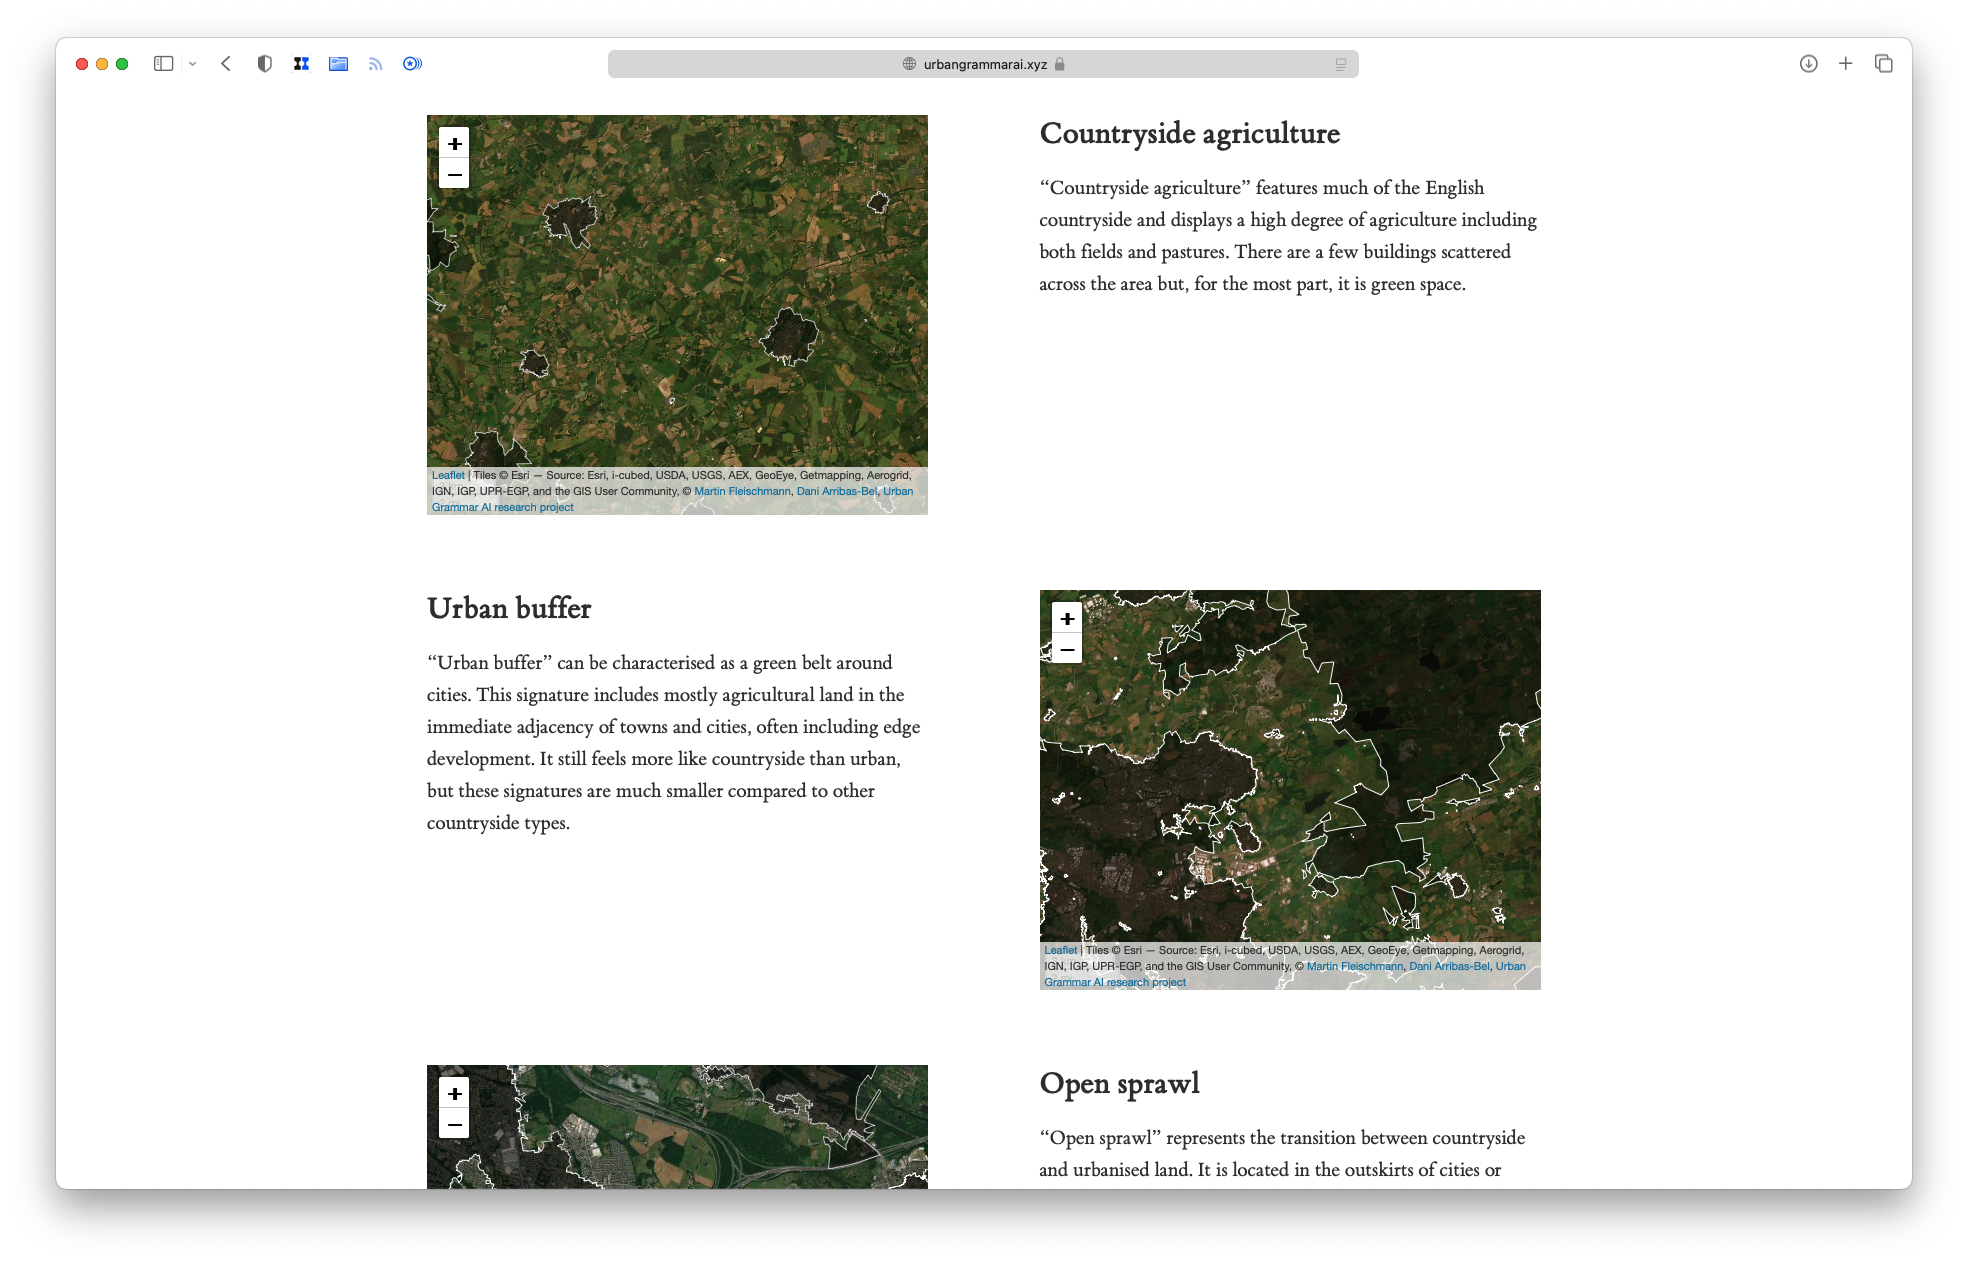 urbangrammarai.xyz
+
−
Leaflet | Tiles © Esri — Source: Esri, i-cubed, USDA, USGS, AEX, GeoEye, Getmapping, Aerogrid,
IGN, IGP, UPR-EGP, and the GIS User Community, © Martin Fleischmann, Dani Arribas-Bel, Urban
Grammar AI research project
Countryside agriculture
“Countryside agriculture” features much of the English
countryside and displays a high degree of agriculture including
both fields and pastures. There are a few buildings scattered
across the area but, for the most part, it is green space.
Urban buffer
“Urban buffer” can be characterised as a green belt around
cities. This signature includes mostly agricultural land in the
immediate adjacency of towns and cities, often including edge
development. It still feels more like countryside than urban,
but these signatures are much smaller compared to other
countryside types.
+
−
Leaflet | Tiles © Esri — Source: Esri, i-cubed, USDA, USGS, AEX, GeoEye, Getmapping, Aerogrid,
IGN, IGP, UPR-EGP, and the GIS User Community, © Martin Fleischmann, Dani Arribas-Bel, Urban
Grammar AI research project
+
−
Open sprawl
“Open sprawl” represents the transition between countryside
and urbanised land. It is located in the outskirts of cities or